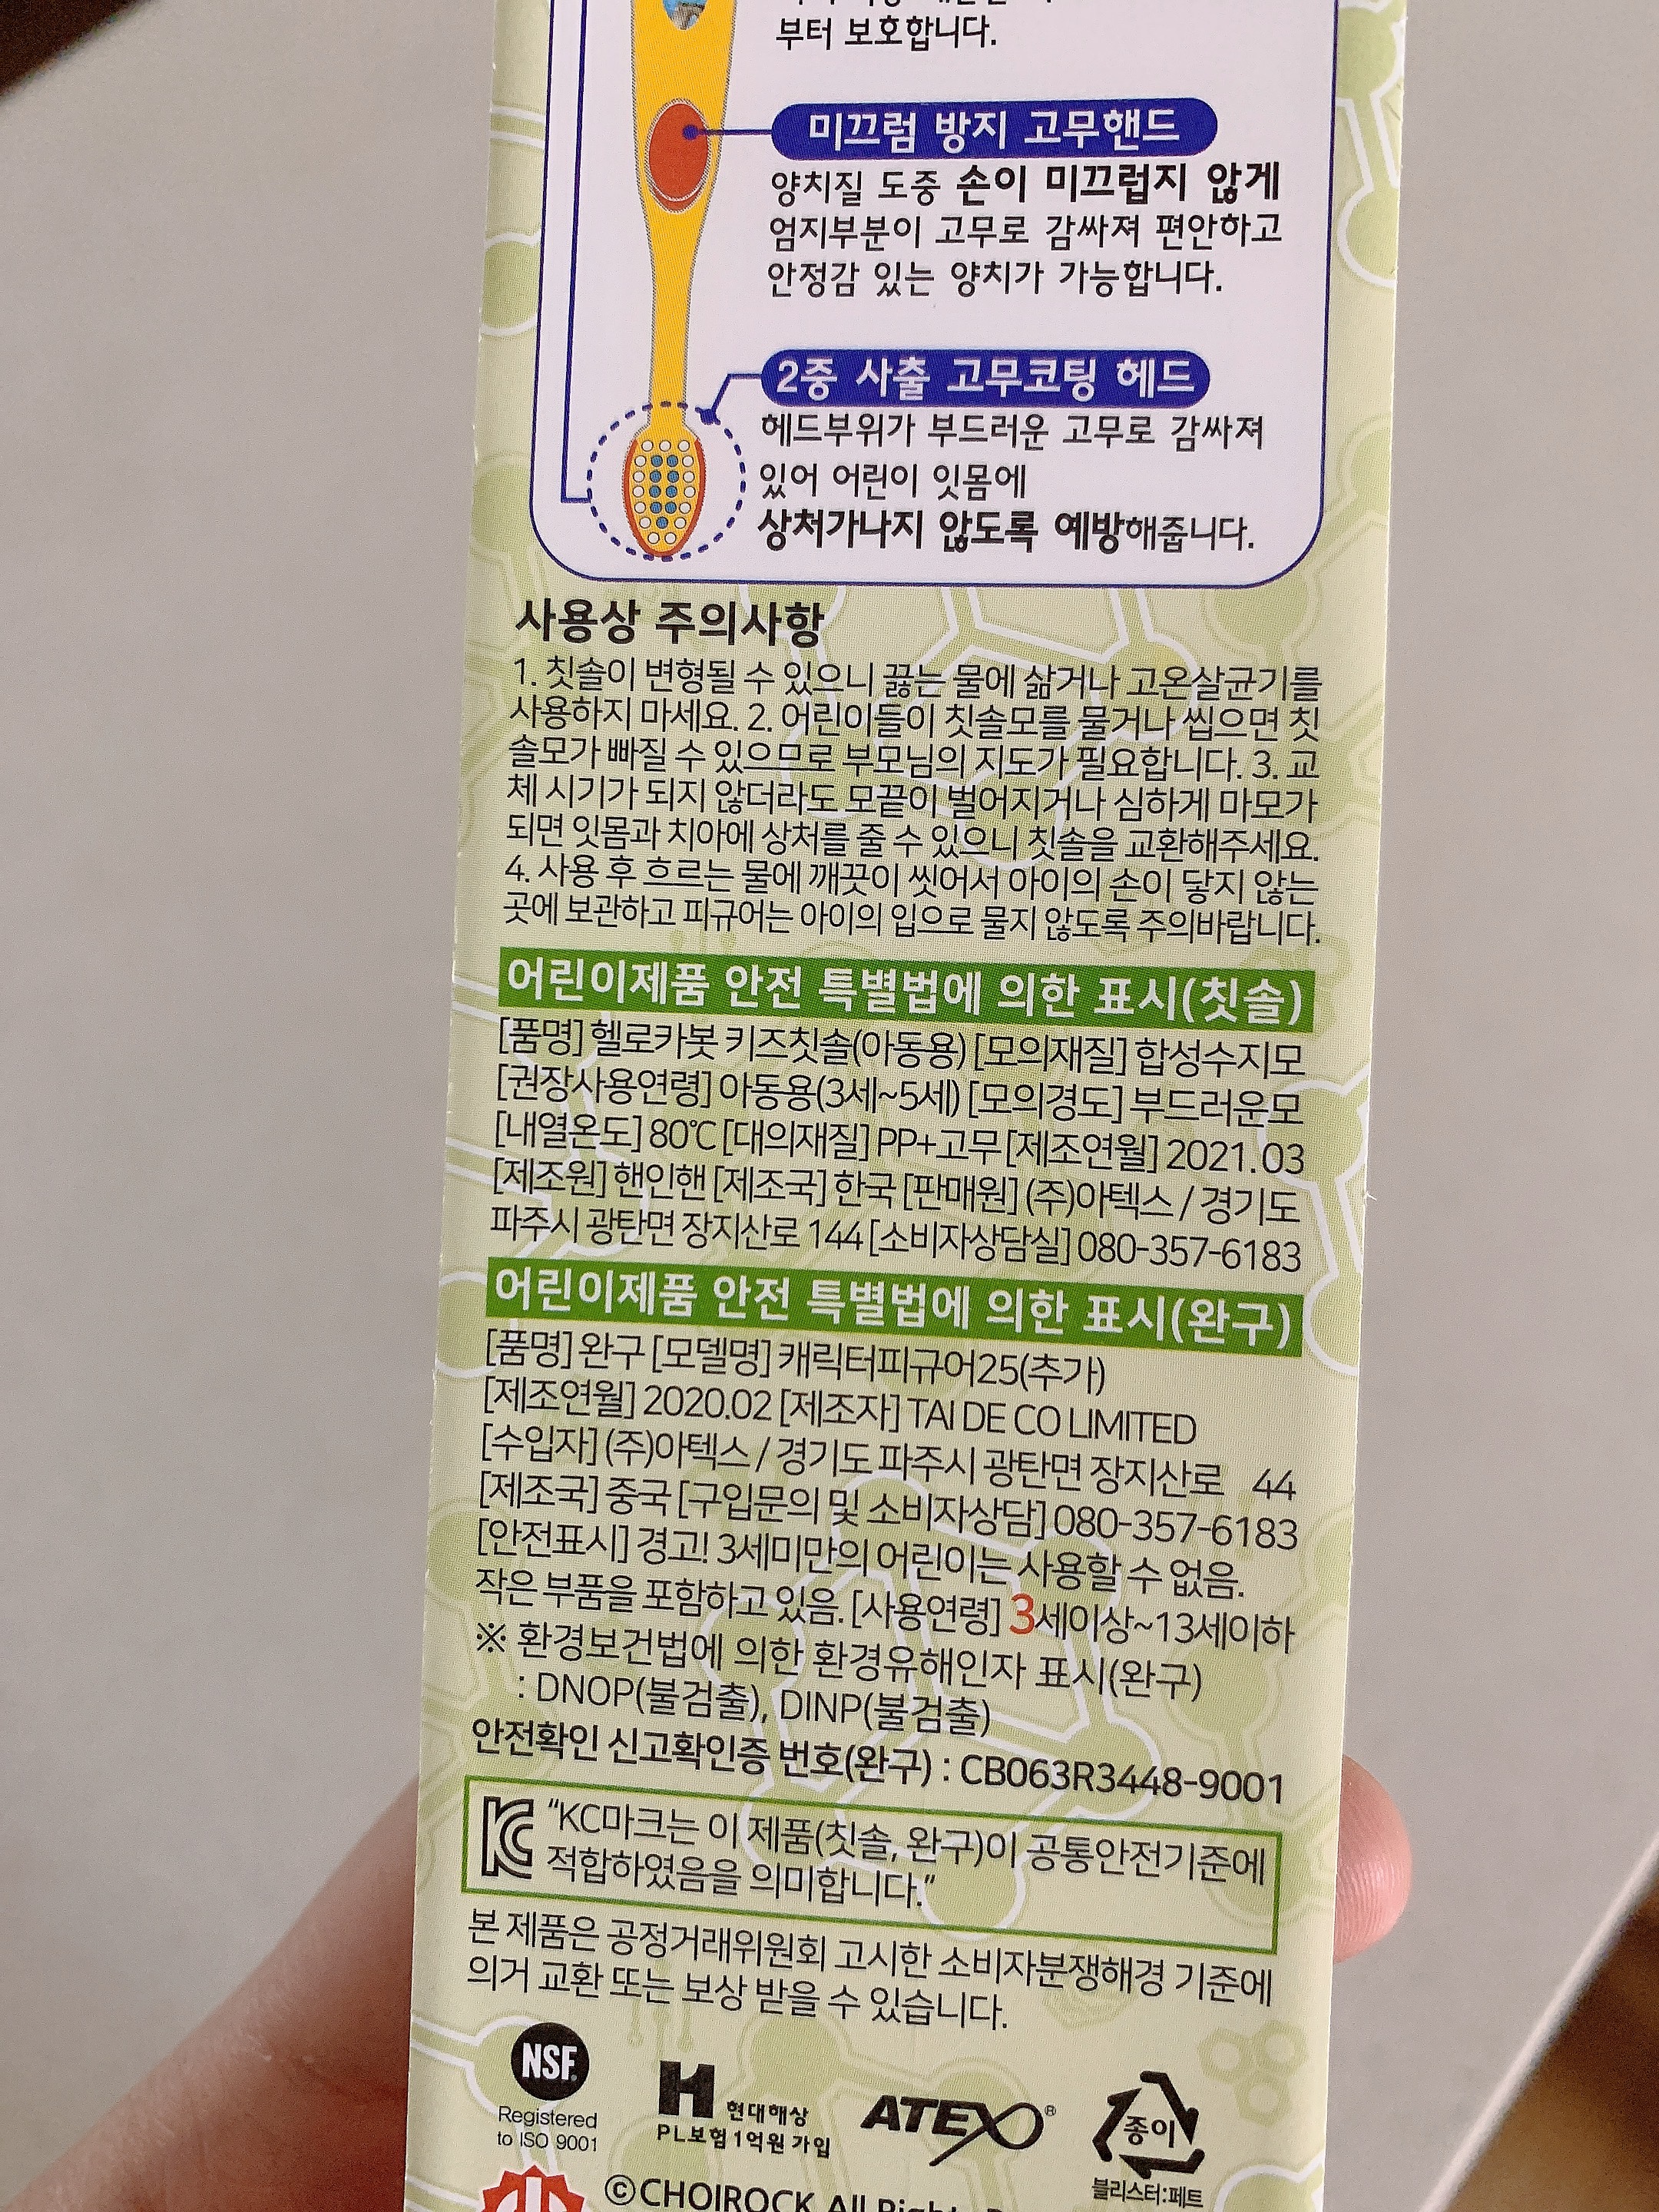 부터 보호합니다.
미끄럼 방지 고무핸드
양치질 도중 손이 미끄럽지 않게
엄지부분이 고무로 감싸져 편안하고
안정감 있는 양치가 가능합니다.
2중 사출 고무코팅 헤드
헤드부위가 부드러운 고무로 감싸져
있어 어린이 잇몸에
상처가나지 않도록 예방해줍니다.
사용상 주의사항
1. 칫솔이 변형될 수 있으니 끓는 물에 삶거나 고온살균기를
사용하지 마세요. 2. 어린이들이 칫솔모를 물거나 씹으면 칫
솔모가 빠질 수 있으므로 부모님의 지도가 필요합니다. 3. 교
체 시기가 되지 않더라도 모끝이 벌어지거나 심하게 마모가
되면 잇몸과 치아에 상처를 줄 수 있으니 칫솔을 교환해주세요.
4. 사용 후 흐르는 물에 깨끗이 씻어서 아이의 손이 닿지 않는
곳에 보관하고 피규어는 아이의 입으로 물지 않도록 주의바랍니다.
어린이제품 안전 특별법에 의한 표시(칫솔)
[품명] 헬로카봇 키즈칫솔(아동용) [모의재질] 합성수지모
[권장사용연령] 아동용(3세~5세) [모의경도] 부드러운모
[내열온도] 80℃ [대의재질] PP+고무 [제조연월] 2021.03
[제조원] 핸인핸 [제조국] 한국 [판매원] (주)아텍스 / 경기도
파주시 광탄면 장지산로 144 [소비자상담실] 080-357-6183
어린이제품 안전 특별법에 의한 표시(완구)
[품명] 완구 [모델명] 캐릭터피규어25(추가)
[제조연월] 2020.02 [제조자] TAI DE CO LIMITED
[수입자] (주)아텍스 / 경기도 파주시 광탄면 장지산로 44
[제조국] 중국 [구입문의 및 소비자상담] 080-357-6183
[안전표시] 경고! 3세미만의 어린이는 사용할 수 없음.
작은 부품을 포함하고 있음. [사용연령] 3세이상~13세이하
※ 환경보건법에 의한 환경유해인자 표시(완구)
: DNOP(불검출), DINP(불검출)
안전확인 신고확인증 번호(완구) : CB063R3448-9001
KC "KC마크는 이 제품(칫솔, 완구)이 공통안전기준에
적합하였음을 의미합니다."
본 제품은 공정거래위원회 고시한 소비자분쟁해경 기준에
의거 교환 또는 보상 받을 수 있습니다.
NSF.
Registered
to ISO 9001
H 현대해상
PL보험 1억원 가입
ATEX®
종이
블리스터:페트
©CHOIROCK All